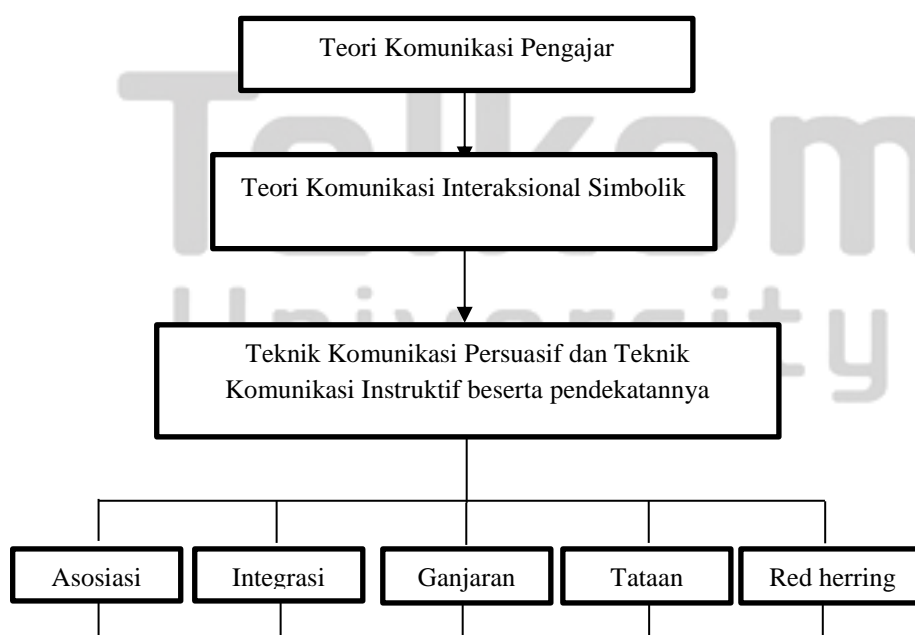 Teori Komunikasi Pengajar
Telkom
Teori Komunikasi Interaksional Simbolik
University
Teknik Komunikasi Persuasif dan Teknik
Komunikasi Instruktif beserta pendekatannya
Asosiasi
Integrasi
Ganjaran
Tataan
Red herring